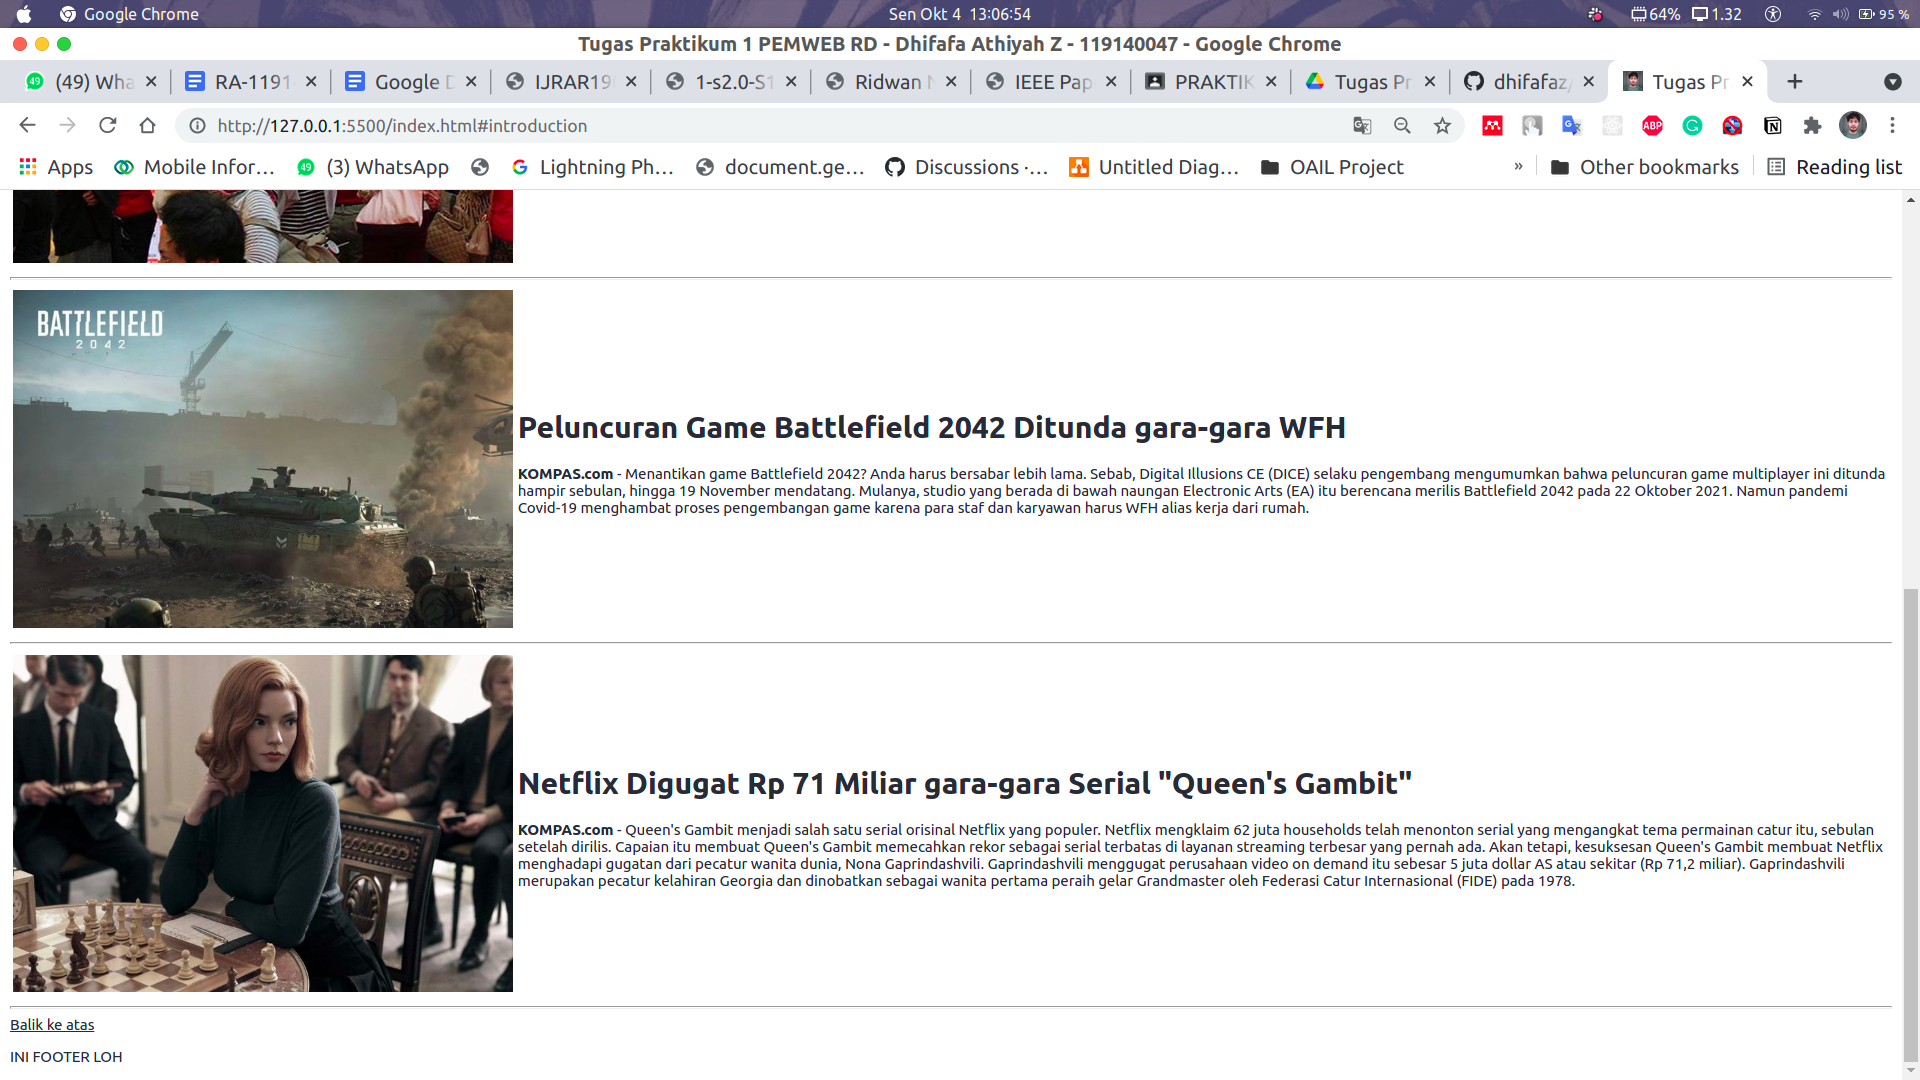 Google Chrome
Sen Okt 4 13:06:54
64% 1.32 95 %
Tugas Praktikum 1 PEMWEB RD - Dhifafa Athiyah Z - 119140047 - Google Chrome
(49) Wha
RA-1191
Google D
IJRAR19
1-s2.0-S1
Ridwan
IEEE Pap
PRAKTIK
Tugas Pr
dhifafaz/
Tugas Pr
http://127.0.0.1:5500/index.html#introduction
ABP
Apps
Mobile Infor...
49
(3) WhatsApp
Lightning Ph...
document.ge...
Discussions ·...
Untitled Diag...
OAIL Project
»
Other bookmarks
Reading list
BATTLEFIELD
2042
Peluncuran Game Battlefield 2042 Ditunda gara-gara WFH
KOMPAS.com - Menantikan game Battlefield 2042? Anda harus bersabar lebih lama. Sebab, Digital Illusions CE (DICE) selaku pengembang mengumumkan bahwa peluncuran game multiplayer ini ditunda
hampir sebulan, hingga 19 November mendatang. Mulanya, studio yang berada di bawah naungan Electronic Arts (EA) itu berencana merilis Battlefield 2042 pada 22 Oktober 2021. Namun pandemi
Covid-19 menghambat proses pengembangan game karena para staf dan karyawan harus WFH alias kerja dari rumah.
Netflix Digugat Rp 71 Miliar gara-gara Serial "Queen's Gambit"
KOMPAS.com - Queen's Gambit menjadi salah satu serial orisinal Netflix yang populer. Netflix mengklaim 62 juta households telah menonton serial yang mengangkat tema permainan catur itu, sebulan
setelah dirilis. Capaian itu membuat Queen's Gambit memecahkan rekor sebagai serial terbatas di layanan streaming terbesar yang pernah ada. Akan tetapi, kesuksesan Queen's Gambit membuat Netflix
menghadapi gugatan dari pecatur wanita dunia, Nona Gaprindashvili. Gaprindashvili menggugat perusahaan video on demand itu sebesar 5 juta dollar AS atau sekitar (Rp 71,2 miliar). Gaprindashvili
merupakan pecatur kelahiran Georgia dan dinobatkan sebagai wanita pertama peraih gelar Grandmaster oleh Federasi Catur Internasional (FIDE) pada 1978.
Balik ke atas
INI FOOTER LOH